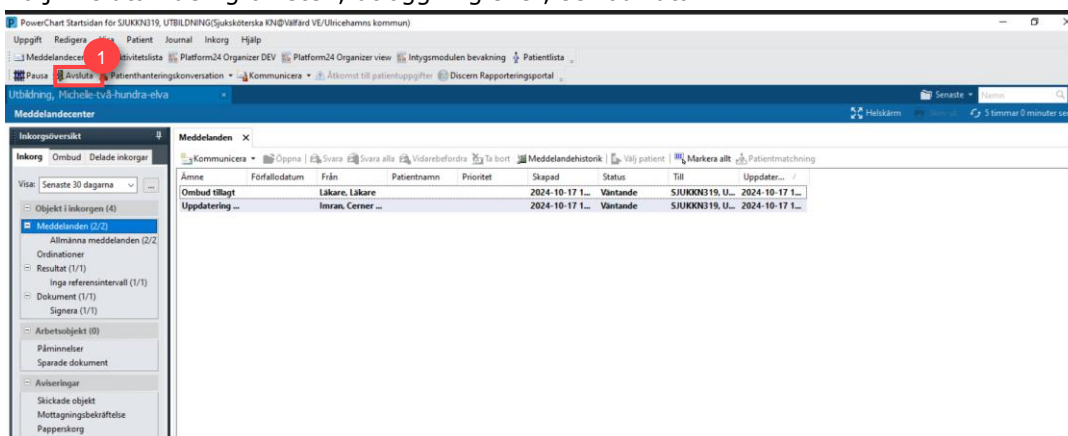 PowerChart Startsidan för SJUKKN319, UTBILDNING(Sjuksköterska KN@Välfärd VE/Ulricehamns kommun)
Uppgift Redigera Patient Journal Inkorg Hjälp
Platform24 Organizer DEV Platform24 Organizer view Intygsmodulen bevakning Patientlista
1
Pausa Avsluta Patienthanteringskonversation Kommunicera Åtkomst till patientuppgifter Discern Rapporteringsportal
Utbildning, Michele-två-hundra-elva × Senaste Namn
Meddelandecenter Helskärm 5 timmar 0 minuter sed
Inkorgsöversikt Meddelanden ×
Inkorg Ombud Delade inkorgar Kommunicera Öppna Svara Svara alla Vidarebefordra Ta bort Meddelandehistorik Välj patient Markera allt Patientmatchning
Visa: Senaste 30 dagarna ...
Ämne Förfallodatum Från Patientnamn Prioritet Skapad Status Till Uppdater...
Ombud tillagt Läkare, Läkare 2024-10-17 1... Väntande SJUKKN319, U... 2024-10-17 1...
Uppdatering ... Imran, Cerner ... 2024-10-17 1... Väntande SJUKKN319, U... 2024-10-17 1...
Objekt i inkorgen (4)
Meddelanden (2/2)
Allmänna meddelanden (2/2
Ordinationer
Resultat (1/1)
Inga referensintervall (1/1)
Dokument (1/1)
Signera (1/1)
Arbetsobjekt (0)
Påminnelser
Sparade dokument
Aviseringar
Skickade objekt
Mottagningsbekräftelse
Papperskorg